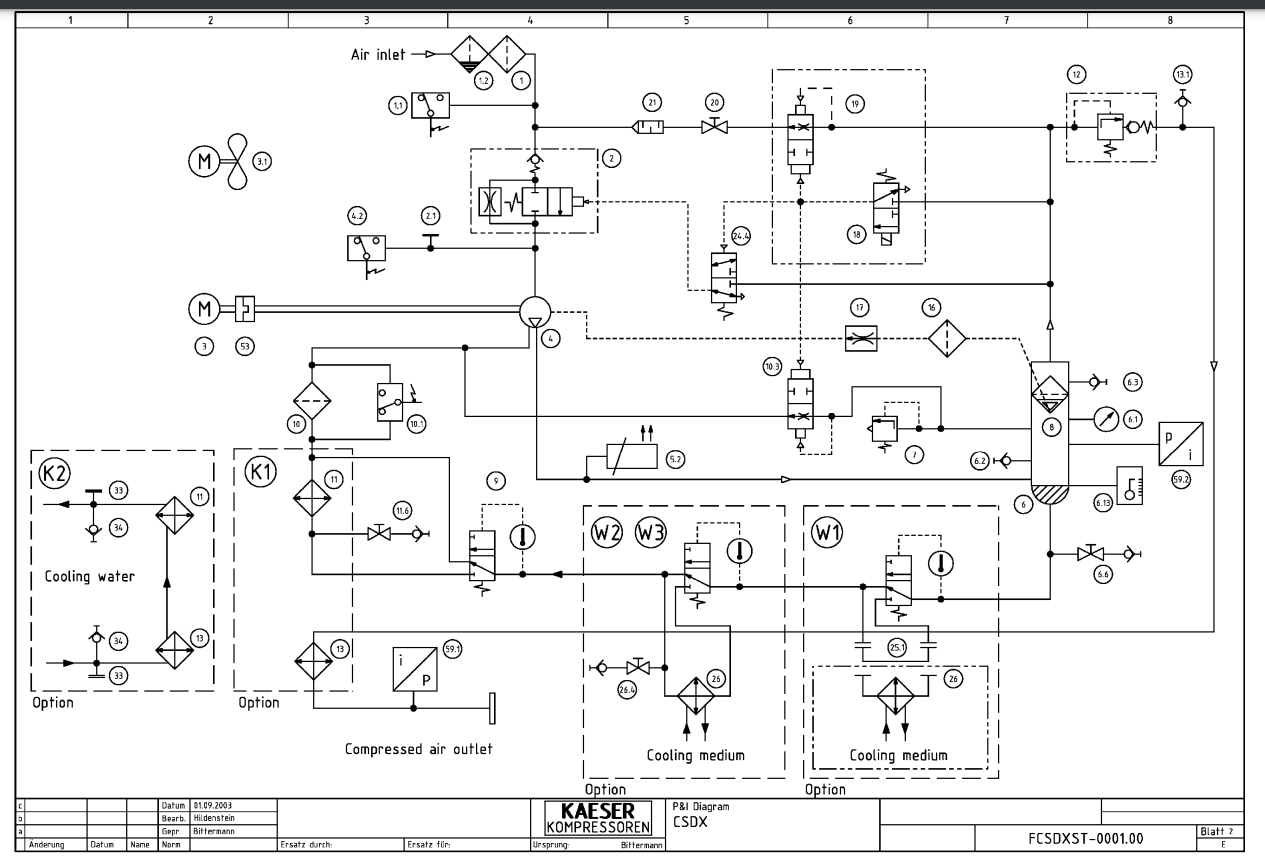 1 2 3 4 5 6 7 8
Air inlet
1.2
1
1.1
21
20
19
12
13.1
M
3.1
2
4.2
2.1
24.4
18
M
3
53
4
17
16
10.3
6.3
8
6.1
10
10.1
7
P
i
59.2
6.2
5.2
6
6.13
K2
K1
33
11
34
11
11.6
9
W2 W3
W1
6.6
Cooling water
34
13
33
13
i
P
59.1
26.4
26
25.1
26
Option
Option
Compressed air outlet
Cooling medium
Cooling medium
Option
Option
c
b
a
Datum 01.09.2003
Bearb. Hildenstein
Gepr. Bittermann
Änderung Datum Name Norm
Ersatz durch:
Ersatz für:
KAESER
KOMPRESSOREN
Ursprung: Bittermann
P&I Diagram
CSDX
FCSDXST-0001.00
Blatt 2
E